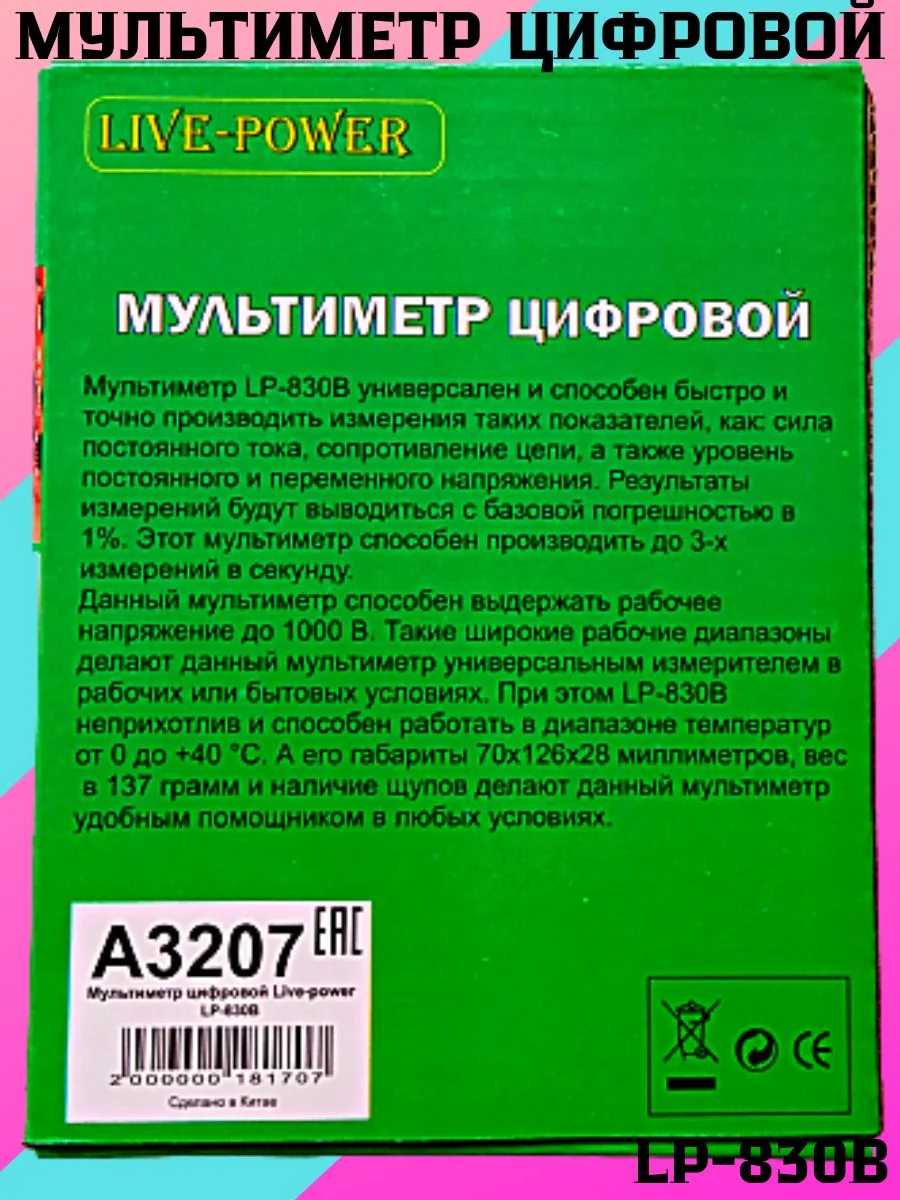 МУЛЬТИМЕТР ЦИФРОВОЙ
LIVE-POWER
МУЛЬТИМЕТР ЦИФРОВОЙ
Мультиметр LP-830B универсален и способен быстро и
точно производить измерения таких показателей, как: сила
постоянного тока, сопротивление цепи, а также уровень
постоянного и переменного напряжения. Результаты
измерений будут выводиться с базовой погрешностью в
1%. Этот мультиметр способен производить до 3-х
измерений в секунду.
Данный мультиметр способен выдержать рабочее
напряжение до 1000 В. Такие широкие рабочие диапазоны
делают данный мультиметр универсальным измерителем в
рабочих или бытовых условиях. При этом LP-830B
неприхотлив и способен работать в диапазоне температур
от 0 до +40 °С. А его габариты 70x126x28 миллиметров, вес
в 137 грамм и наличие щупов делают данный мультиметр
удобным помощником в любых условиях.
A3207 EAC
Мультиметр цифровой Live-power
LP-830B
2 000000 181707
Сделано в Китае
CE
LP-830B